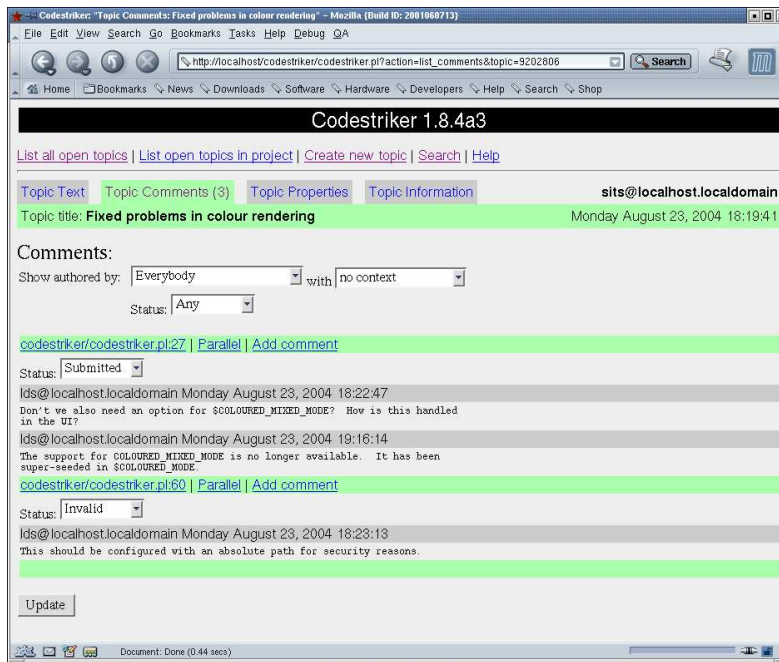 Codestriker: "Topic Comments: Fixed problems in colour rendering" - Mozilla {Build ID: 2001060713}
File Edit View Search Go Bookmarks Tasks Help Debug QA
http://localhost/codestriker/codestriker.pl?action=list_comments&topic=9202806 Search
Home Bookmarks News Downloads Software Hardware Developers Help Search Shop
Codestriker 1.8.4a3
List all open topics | List open topics in project | Create new topic | Search | Help
Topic Text Topic Comments (3) Topic Properties Topic Information sits@localhost.localdomain
Topic title: Fixed problems in colour rendering Monday August 23, 2004 18:19:41
Comments:
Show authored by: Everybody with no context
Status: Any
codestriker/codestriker.pl:27 | Parallel | Add comment
Status: Submitted
lds@localhost.localdomain Monday August 23, 2004 18:22:47
Don't we also need an option for $COLOURED_MIXED_MODE? How is this handled
in the UI?
lds@localhost.localdomain Monday August 23, 2004 19:16:14
The support for COLOURED_MIXED_MODE is no longer available. It has been
super-seeded in $COLOURED_MODE.
codestriker/codestriker.pl:60 | Parallel | Add comment
Status: Invalid
lds@localhost.localdomain Monday August 23, 2004 18:23:13
This should be configured with an absolute path for security reasons.
Update
Document: Done (0.44 secs)